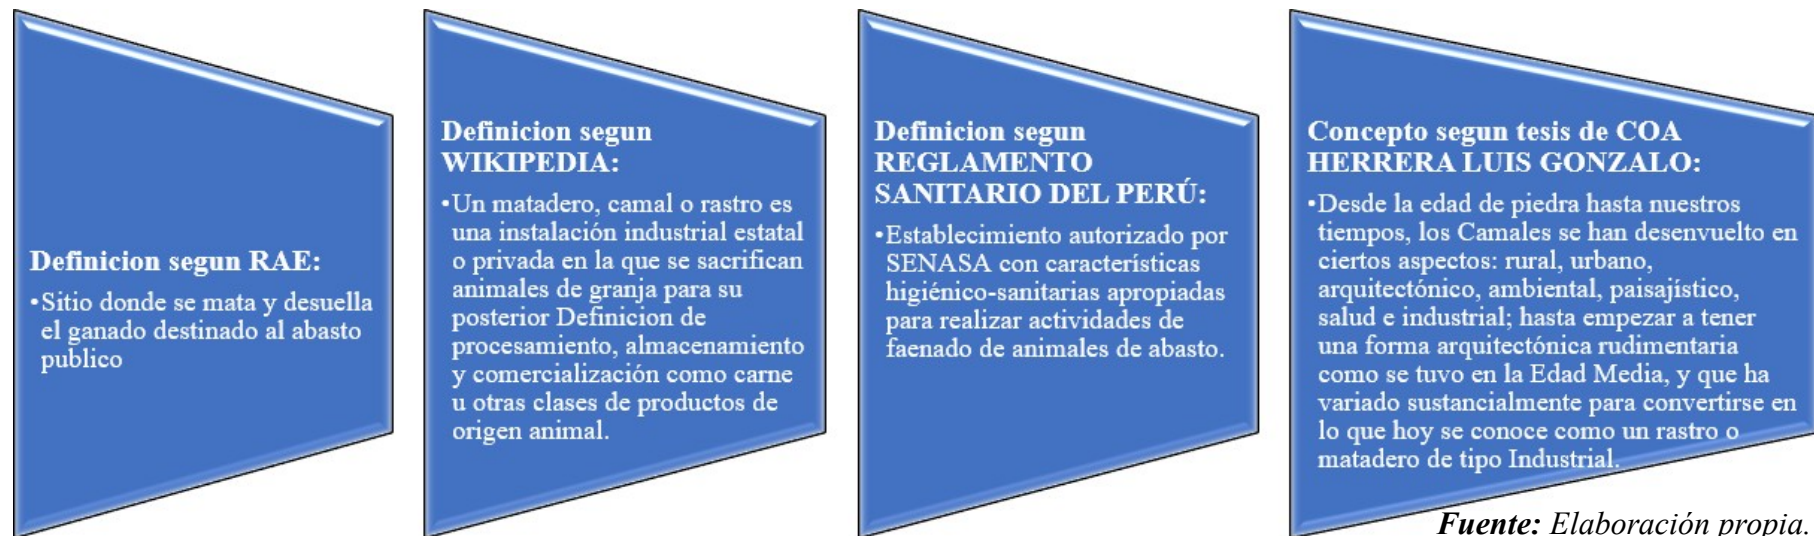 Definicion segun RAE:
•Sitio donde se mata y desuella
el ganado destinado al abasto
publico
Definicion segun
WIKIPEDIA:
•Un matadero, camal o rastro es
una instalación industrial estatal
o privada en la que se sacrifican
animales de granja para su
posterior Definicion de
procesamiento, almacenamiento
y comercialización como carne
u otras clases de productos de
origen animal.
Definicion segun
REGLAMENTO
SANITARIO DEL PERÚ:
•Establecimiento autorizado por
SENASA con características
higiénico-sanitarias apropiadas
para realizar actividades de
faenado de animales de abasto.
Concepto segun tesis de COA
HERRERA LUIS GONZALO:
•Desde la edad de piedra hasta nuestros
tiempos, los Camales se han desenvuelto en
ciertos aspectos: rural, urbano,
arquitectónico, ambiental, paisajístico,
salud e industrial; hasta empezar a tener
una forma arquitectónica rudimentaria
como se tuvo en la Edad Media, y que ha
variado sustancialmente para convertirse en
lo que hoy se conoce como un rastro o
matadero de tipo Industrial.
Fuente: Elaboración propia.